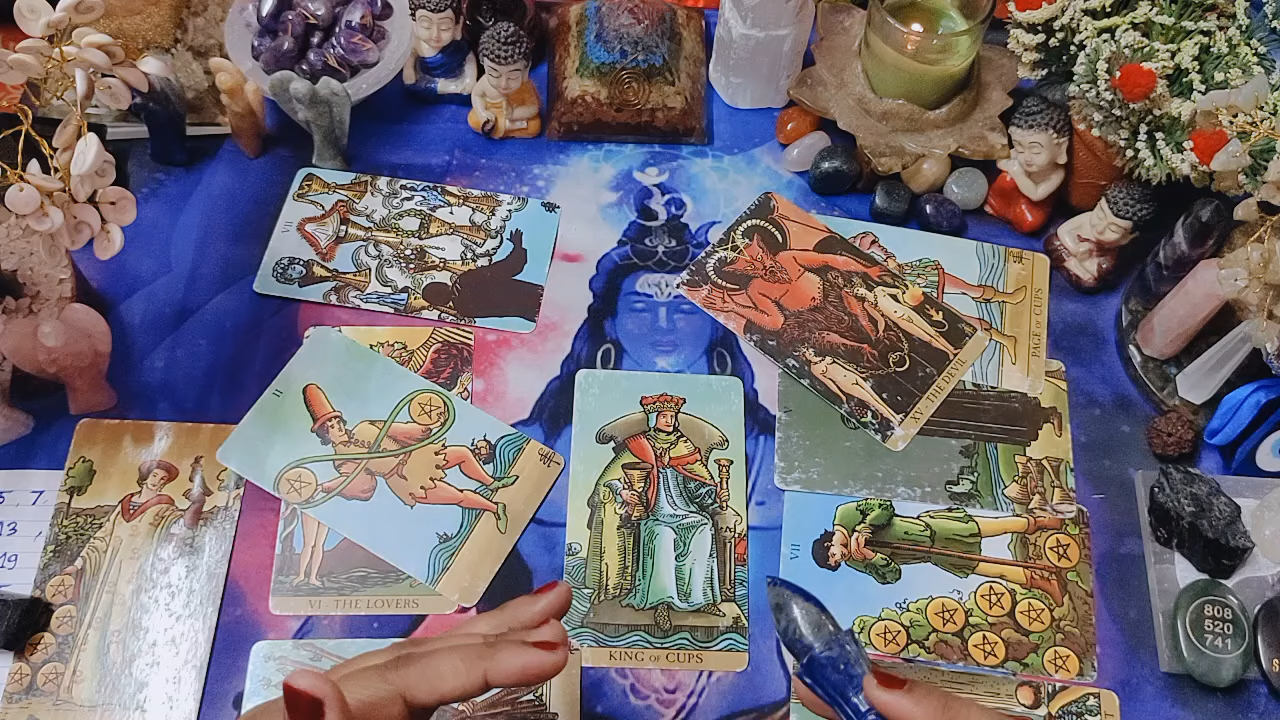 VII
XV - THE DEVIL
PAGE OF CUPS
II
5, 7,
13,
19
VI - THE LOVERS
KING OF CUPS
VII
808
520
741
8